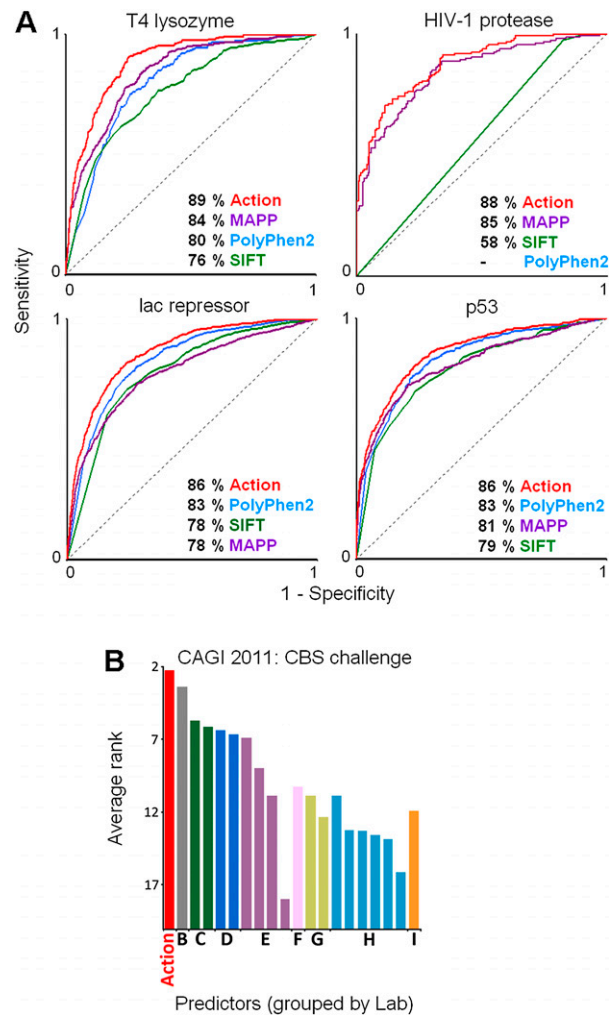 A
T4 lysozyme
HIV-1 protease
1
1
89 % Action
84 % MAPP
80 % PolyPhen2
76 % SIFT
88 % Action
85 % MAPP
58 % SIFT
- PolyPhen2
0
0
0
1
0
1
Sensitivity
lac repressor
p53
1
1
86 % Action
83 % PolyPhen2
78 % SIFT
78 % MAPP
86 % Action
83 % PolyPhen2
81 % MAPP
79 % SIFT
0
0
0
1
0
1
1 - Specificity
B
CAGI 2011: CBS challenge
2
7
12
17
Average rank
Action
B C D E F G H I
Predictors (grouped by Lab)